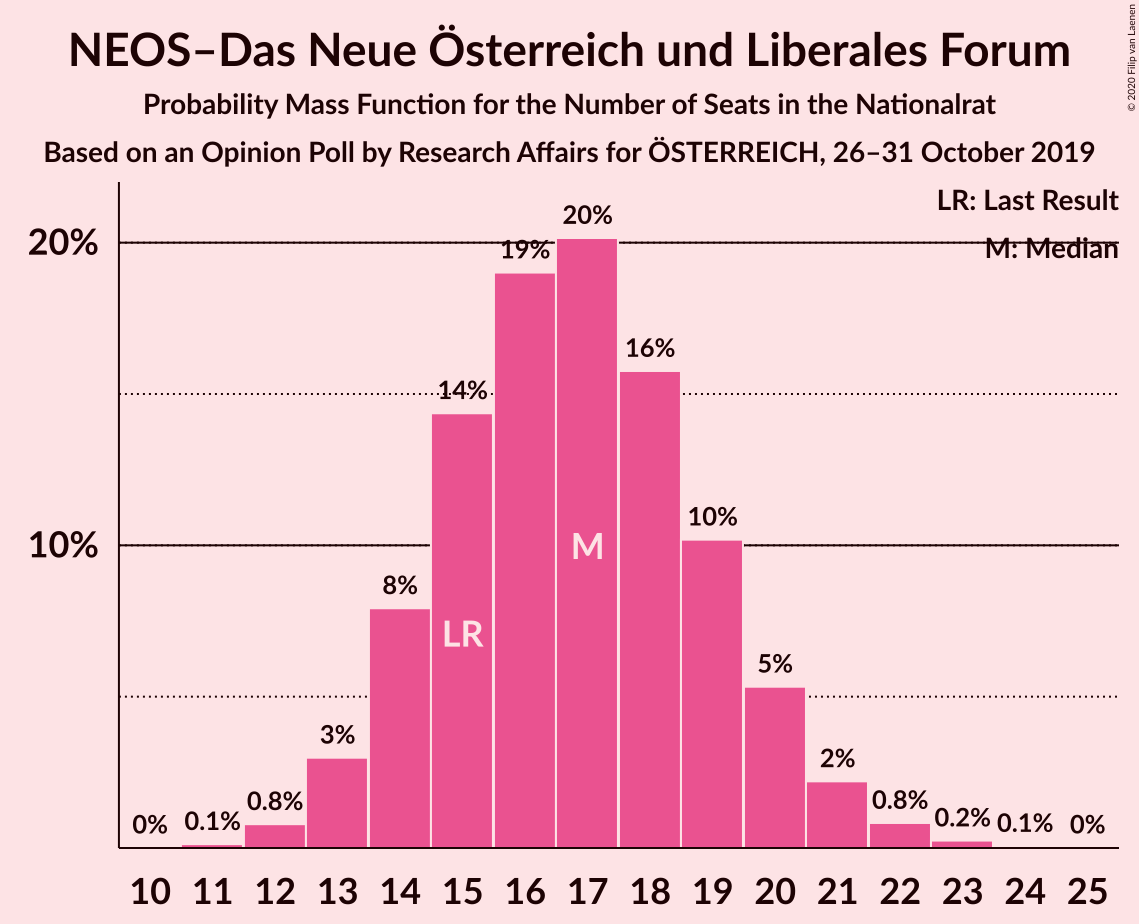 NEOS–Das Neue Österreich und Liberales Forum
Probability Mass Function for the Number of Seats in the Nationalrat
Based on an Opinion Poll by Research Affairs for ÖSTERREICH, 26–31 October 2019
© 2020 Filip van Laenen
LR: Last Result
M: Median
20%
10%
0%
0.1%
0.8%
3%
8%
14%
19%
20%
16%
10%
5%
2%
0.8%
0.2%
0.1%
0%
LR
M
10 11 12 13 14 15 16 17 18 19 20 21 22 23 24 25